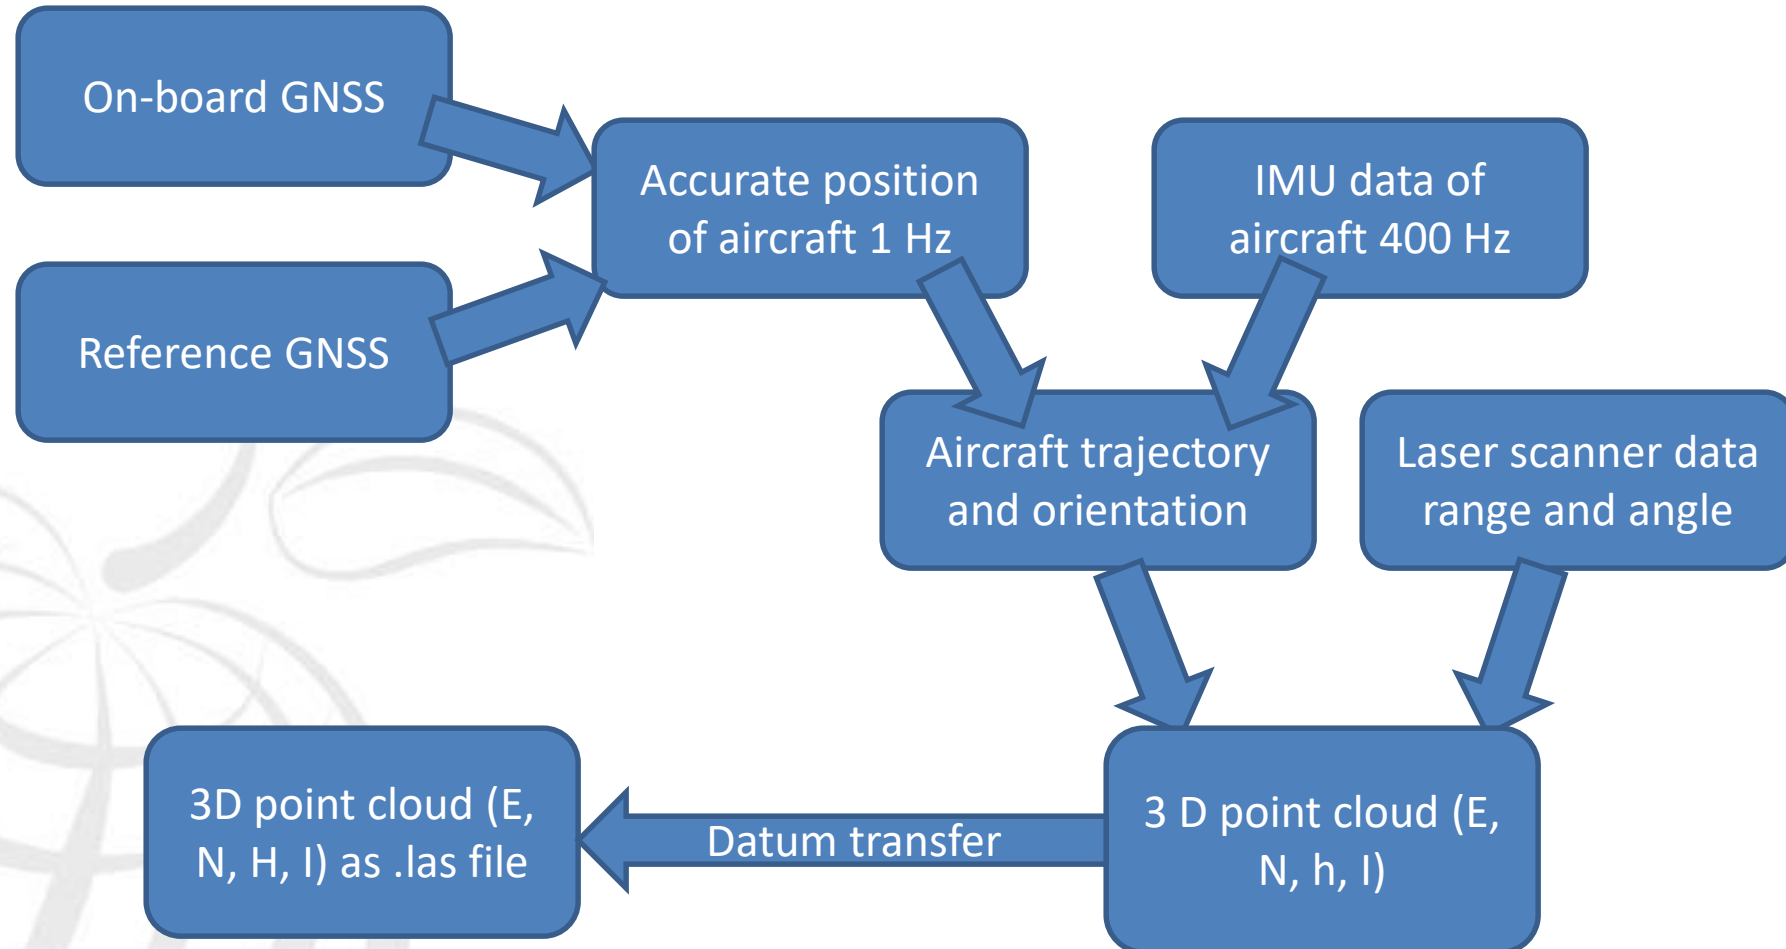 On-board GNSS
Reference GNSS
Accurate position
of aircraft 1 Hz
IMU data of
aircraft 400 Hz
Aircraft trajectory
and orientation
Laser scanner data
range and angle
3 D point cloud (E,
N, h, I)
Datum transfer
3D point cloud (E,
N, H, I) as .las file